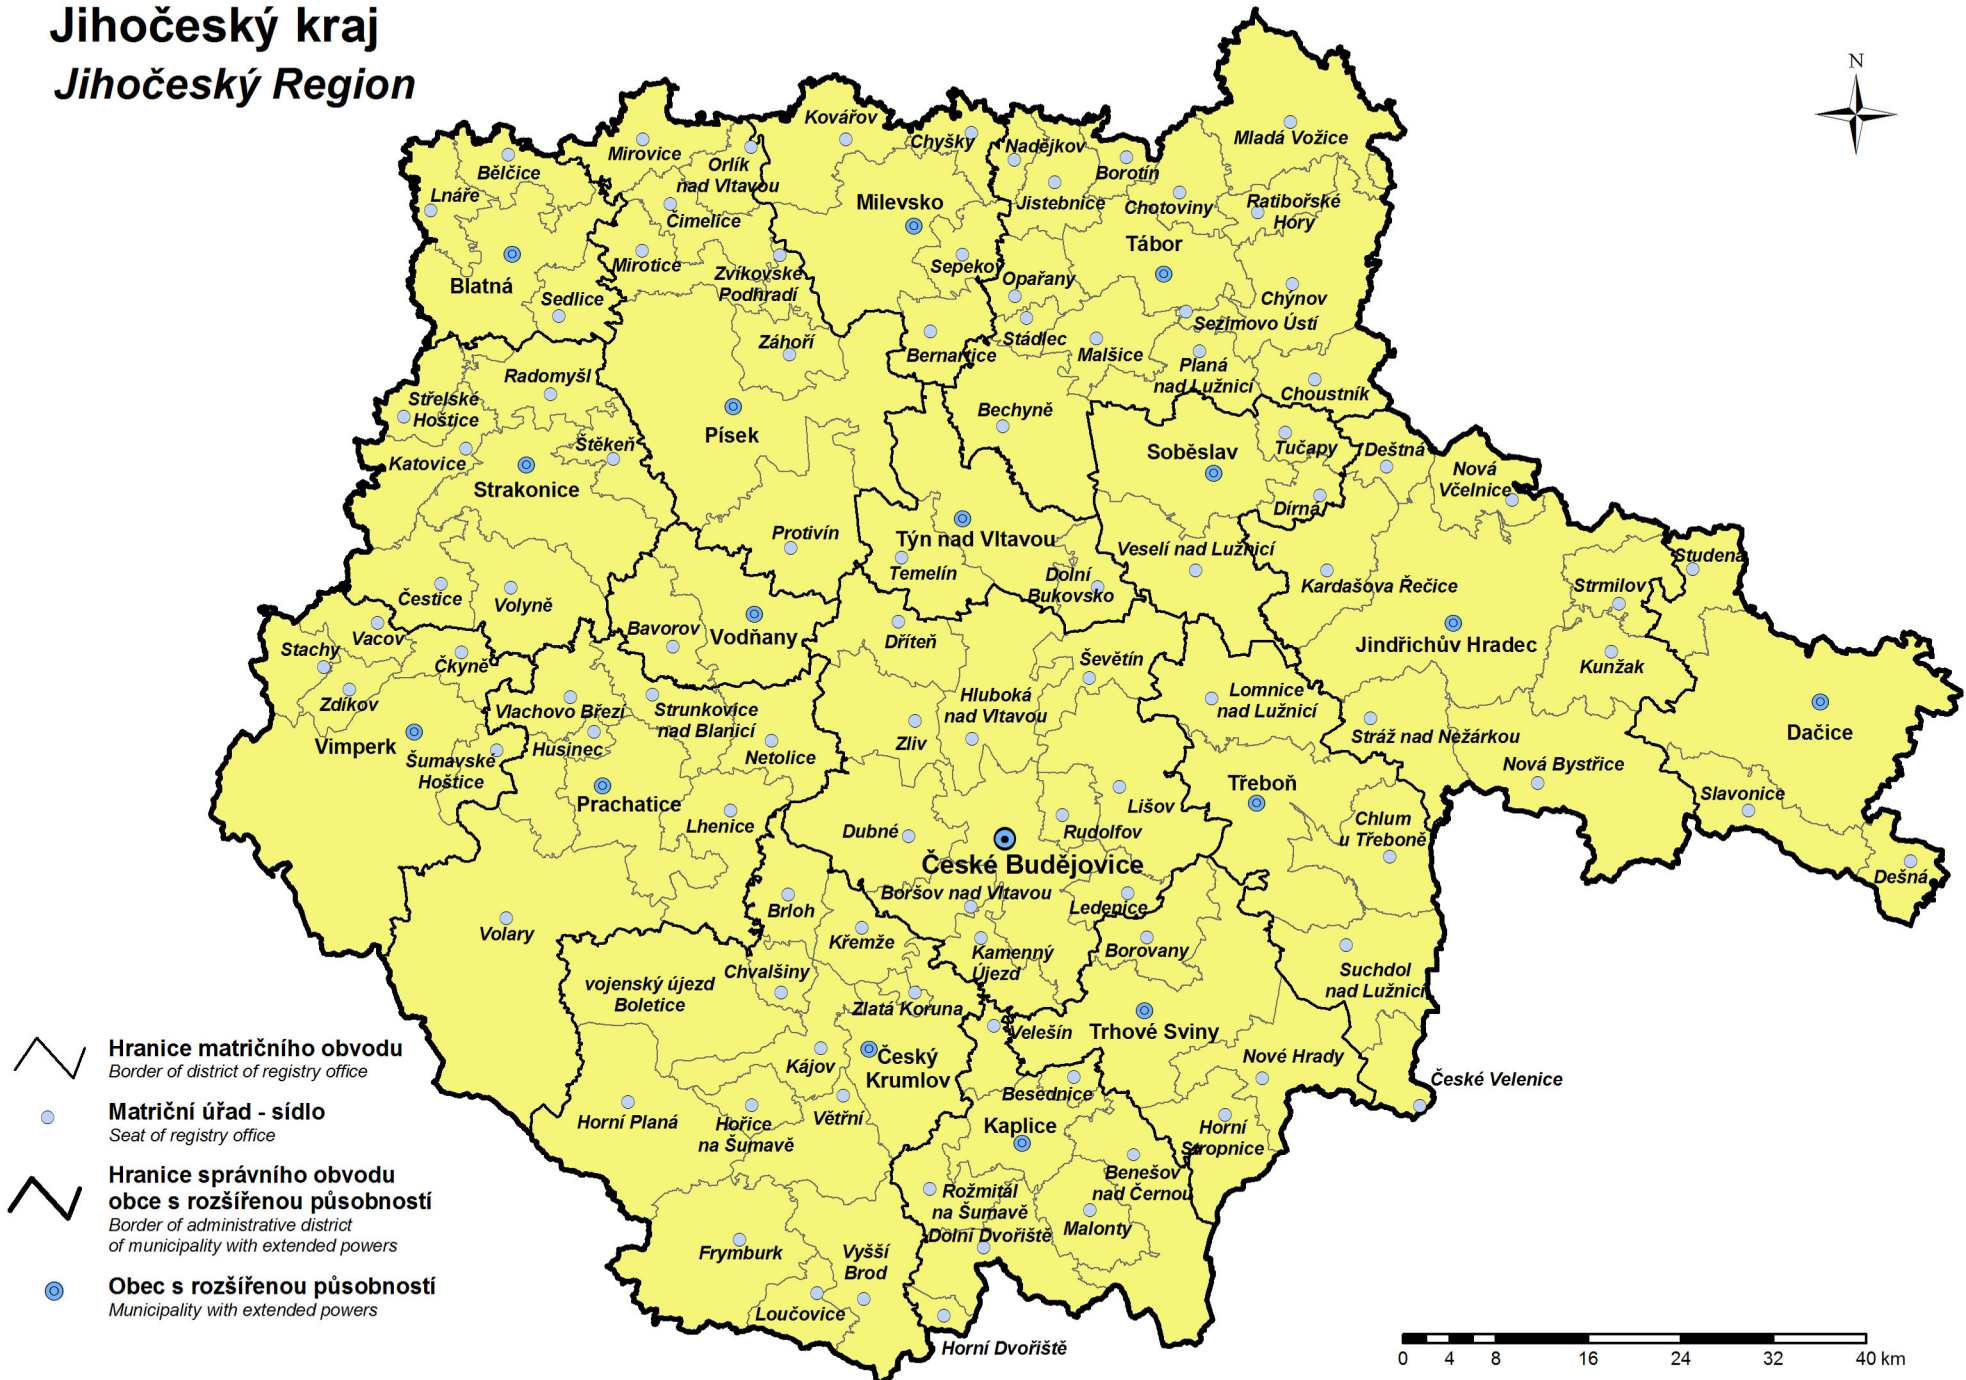 Jihočeský kraj
Jihočeský Region
N
Kovářov
Chyšky
Nadějkov
Mladá Vožice
Mirovice
Orlík
nad Vltavou
Bělčice
Borotín
Lnáře
Milevsko
Jistebnice
Chotoviny
Ratibořské
Hory
Čimelice
Tábor
Mirotice
Zvíkovské
Podhradí
Sepekov
Opařany
Blatná
Sedlice
Chýnov
Sezimovo Ústí
Záhoří
Stádlec
Bernartice
Malšice
Planá
nad Lužnicí
Radomyšl
Choustník
Střelské
Hoštice
Bechyně
Písek
Štěkeň
Soběslav
Tučapy
Deštná
Katovice
Nová
Včelnice
Strakonice
Dírná
Protivín
Týn nad Vltavou
Veselí nad Lužnicí
Studená
Temelín
Dolní
Bukovsko
Kardašova Řečice
Strmilov
Čestice
Volyně
Bavorov
Vodňany
Dříteň
Vacov
Stachy
Čkyně
Ševětín
Jindřichův Hradec
Kunžak
Zdíkov
Vlachovo Březí
Strunkovice
nad Blanicí
Hluboká
nad Vltavou
Lomnice
nad Lužnicí
Vimperk
Husinec
Zliv
Stráž nad Nežárkou
Dačice
Šumavské
Hoštice
Netolice
Nová Bystřice
Prachatice
Třeboň
Slavonice
Lhenice
Dubné
Rudolfov
Lišov
Chlum
u Třeboně
České Budějovice
Dešná
Boršov nad Vltavou
Ledenice
Brloh
Volary
Křemže
Kamenný
Újezd
Borovany
Chvalšiny
Suchdol
nad Lužnicí
vojenský újezd
Boletice
Zlatá Koruna
Velešín
Trhové Sviny
Český
Krumlov
Kájov
Nové Hrady
České Velenice
Besednice
Horní Planá
Hořice
na Šumavě
Větřní
Kaplice
Horní
Stropnice
Benešov
nad Černou
Rožmitál
na Šumavě
Malonty
Dolní Dvořiště
Frymburk
Vyšší
Brod
Loučovice
Horní Dvořiště
Hranice matričního obvodu
Border of district of registry office
Matriční úřad - sídlo
Seat of registry office
Hranice správního obvodu
obce s rozšířenou působností
Border of administrative district
of municipality with extended powers
Obec s rozšířenou působností
Municipality with extended powers
0 4 8 16 24 32 40 km